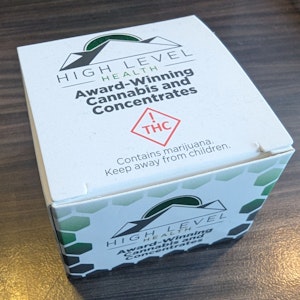 HIGH LEVEL
HEALTH
Award-Winning
Cannabis and
Concentrates
!
THC
Contains marijuana.
Keep away from children.
HIGH LEVEL
HEALTH
Award-Winning
Cannabis and
Concentrates